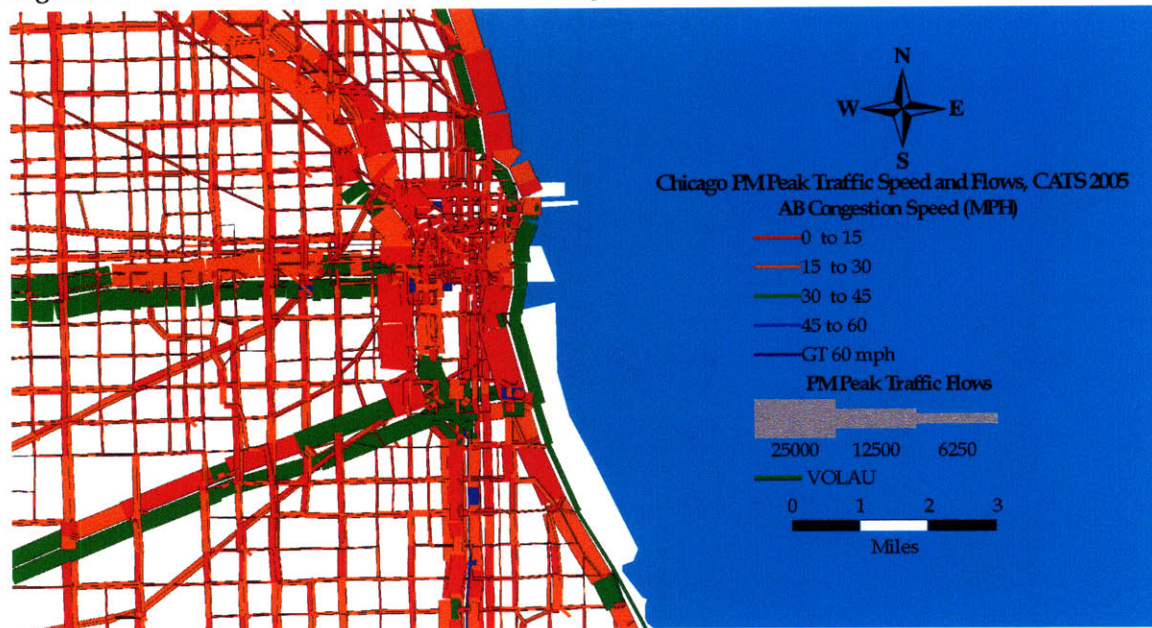 N
W E
S
Chicago PM Peak Traffic Speed and Flows, CATS 2005
AB Congestion Speed (MPH)
0 to 15
15 to 30
30 to 45
45 to 60
GT 60 mph
PM Peak Traffic Flows
25000 12500 6250
VOLAU
0 1 2 3
Miles